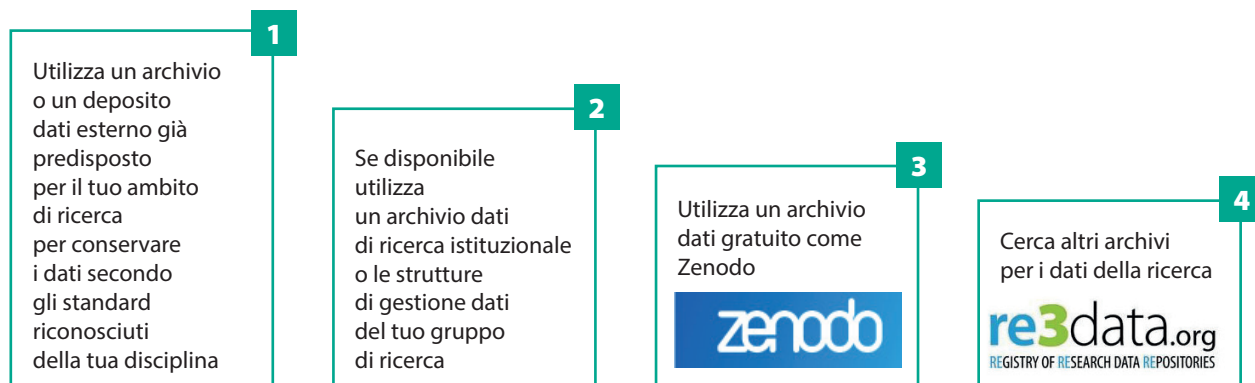 1
Utilizza un archivio
o un deposito
dati esterno già
predisposto
per il tuo ambito
di ricerca
per conservare
i dati secondo
gli standard
riconosciuti
della tua disciplina
2
Se disponibile
utilizza
un archivio dati
di ricerca istituzionale
o le strutture
di gestione dati
del tuo gruppo
di ricerca
3
Utilizza un archivio
dati gratuito come
Zenodo
zenodo
4
Cerca altri archivi
per i dati della ricerca
re3data.org
REGISTRY OF RESEARCH DATA REPOSITORIES